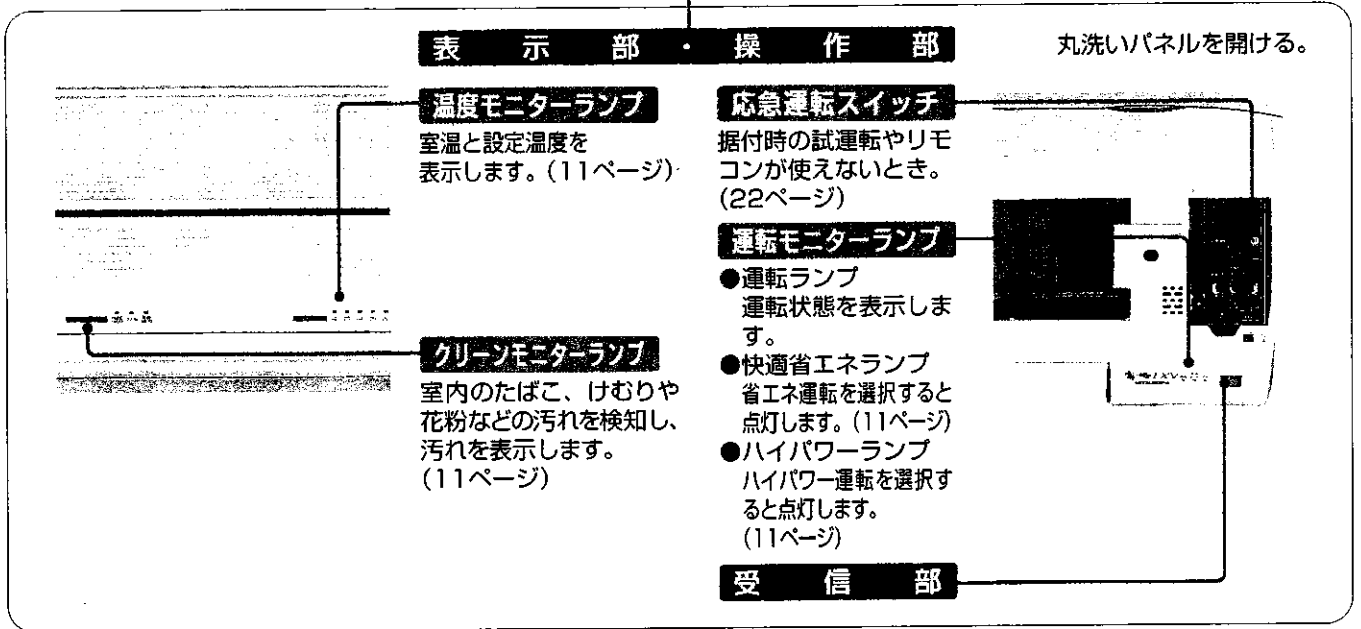 表示部・操作部
丸洗いパネルを開ける。
温度モニターランプ
室温と設定温度を
表示します。(11ページ)
クリーンモニターランプ
室内のたばこ、けむりや
花粉などの汚れを検知し、
汚れを表示します。
(11ページ)
応急運転スイッチ
据付時の試運転やリモ
コンが使えないとき。
(22ページ)
運転モニターランプ
●運転ランプ
運転状態を表示しま
す。
●快適省エネランプ
省エネ運転を選択すると
点灯します。(11ページ)
●ハイパワーランプ
ハイパワー運転を選択す
ると点灯します。
(11ページ)
受信部